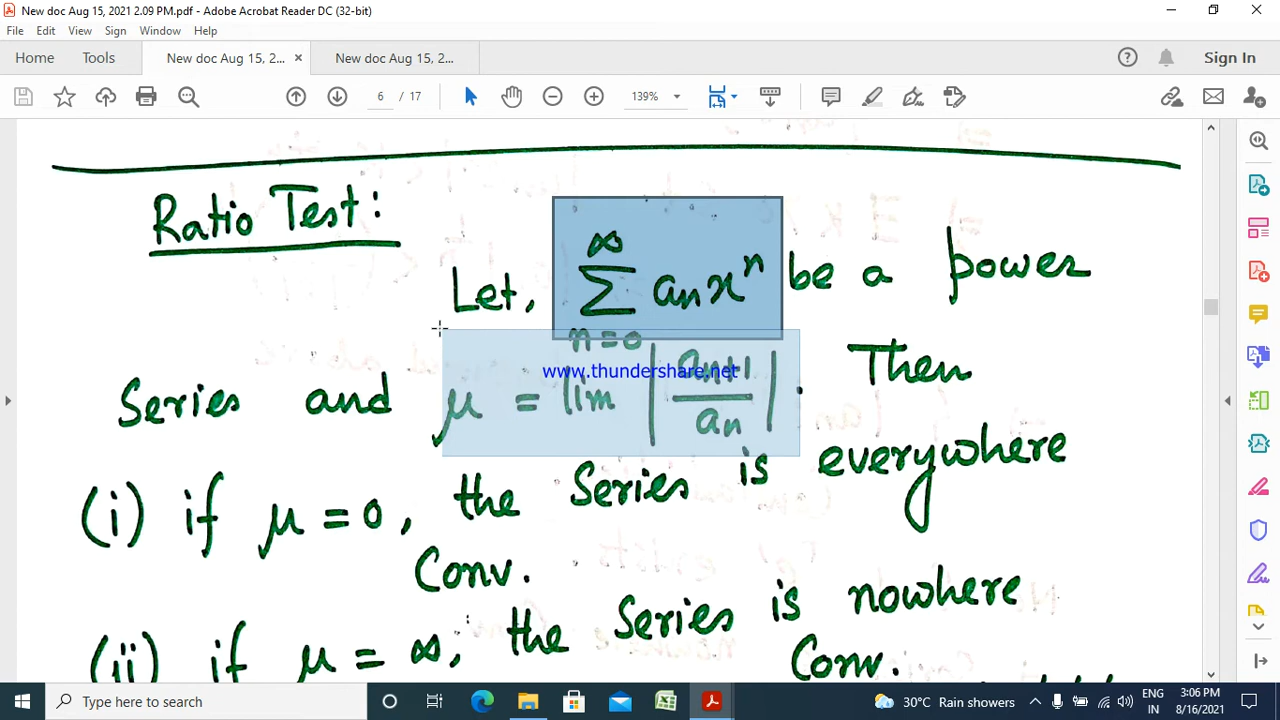 New doc Aug 15, 2021 2.09 PM.pdf - Adobe Acrobat Reader DC (32-bit)
File Edit View Sign Window Help
Home Tools New doc Aug 15, 2... × New doc Aug 15, 2...
Sign In
6 / 17 139%
Ratio Test:
Let, ∞ ∑ n=0 aₙxⁿ be a power
Series and μ = lim |aₙ₊₁ / aₙ|. Then
www.thundershare.net
(i) if μ = 0, the Series is everywhere
Conv.
(ii) if μ = ∞, the Series is nowhere
Conv.
Type here to search
30°C Rain showers
ENG
IN
3:06 PM
8/16/2021